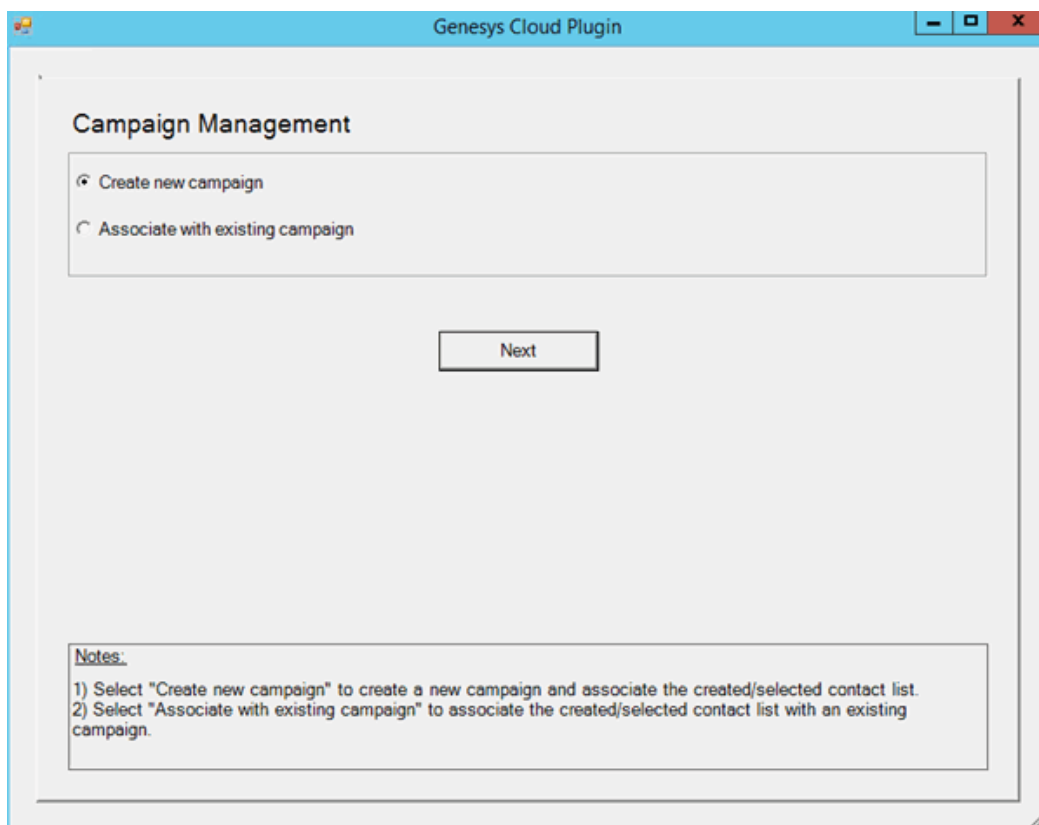 Genesys Cloud Plugin
Campaign Management
Create new campaign
Associate with existing campaign
Next
Notes:
1) Select "Create new campaign" to create a new campaign and associate the created/selected contact list.
2) Select "Associate with existing campaign" to associate the created/selected contact list with an existing
campaign.